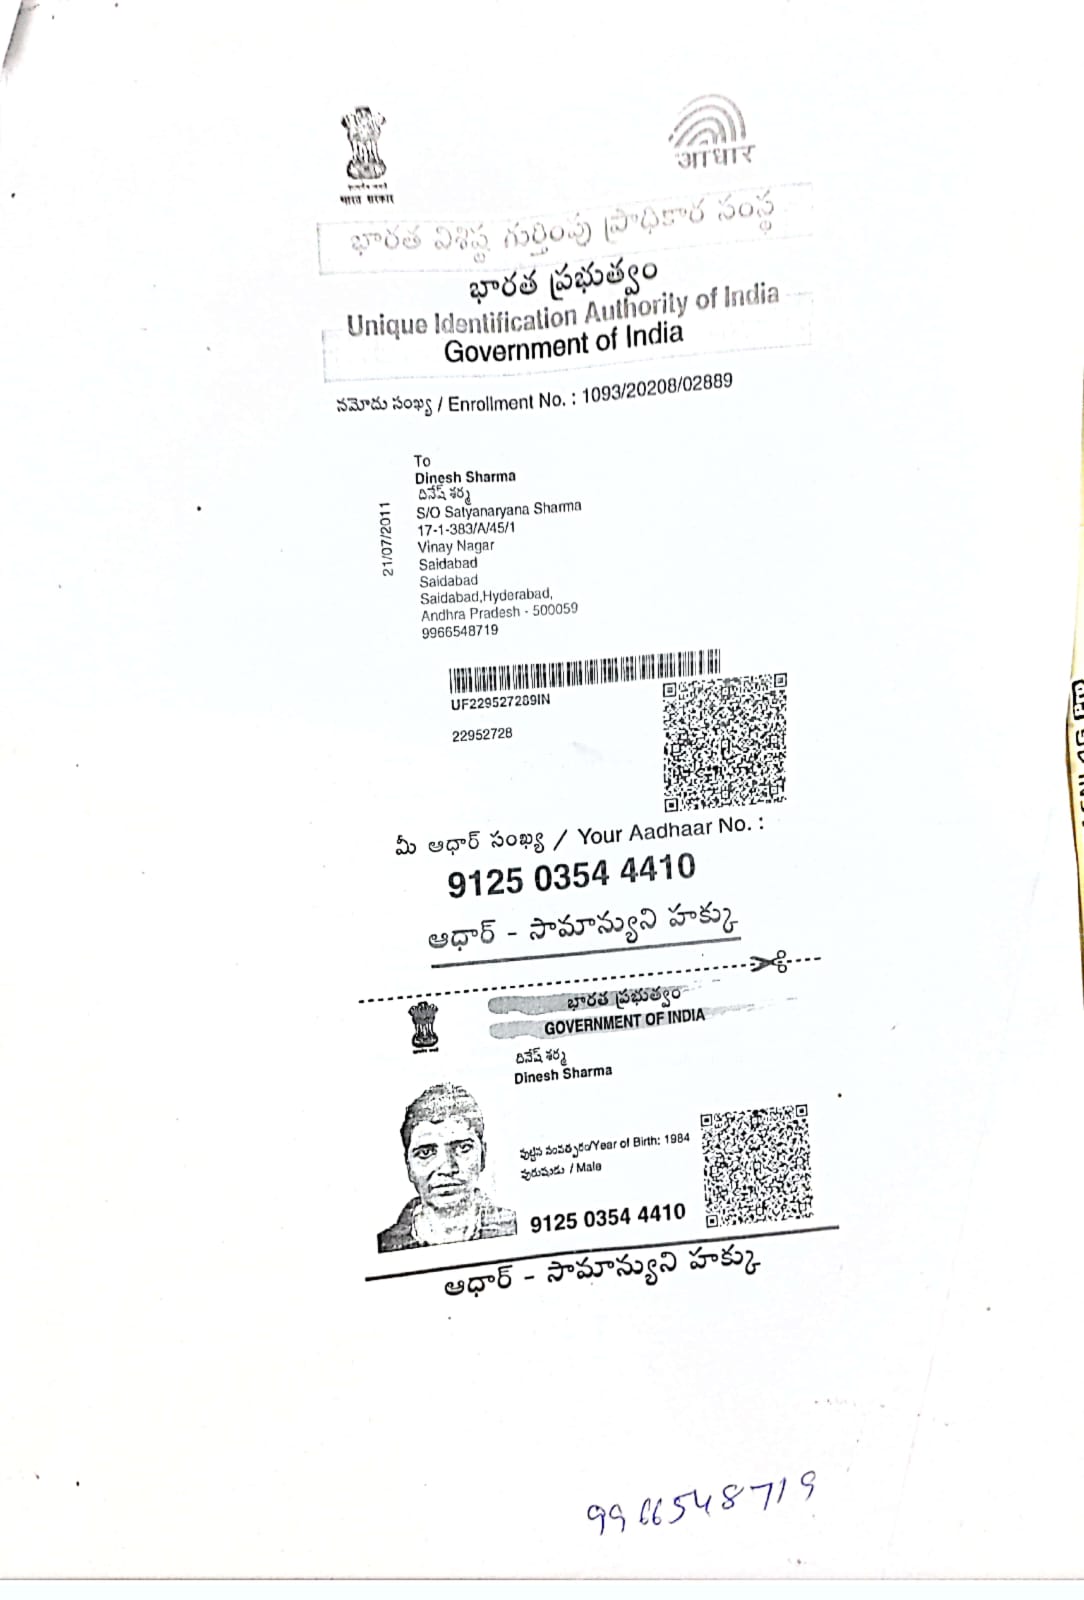 भारत सरकार
आधार
భారత విశిష్ట గుర్తింపు ప్రాధికార సంస్థ
భారత ప్రభుత్వం
Unique Identification Authority of India
Government of India
నమోదు సంఖ్య / Enrollment No. : 1093/20208/02889
To
Dinesh Sharma
దినేష్ శర్మ
S/O Satyanaryana Sharma
17-1-383/A/45/1
Vinay Nagar
Saidabad
Saidabad
Saidabad,Hyderabad,
Andhra Pradesh - 500059
9966548719
21/07/2011
UF229527289IN
22952728
మీ ఆధార్ సంఖ్య / Your Aadhaar No. :
9125 0354 4410
ఆధార్ - సామాన్యుని హక్కు
భారత ప్రభుత్వం
GOVERNMENT OF INDIA
దినేష్ శర్మ
Dinesh Sharma
పుట్టిన సంవత్సరం/Year of Birth: 1984
పురుషుడు / Male
9125 0354 4410
ఆధార్ - సామాన్యుని హక్కు
9966548719